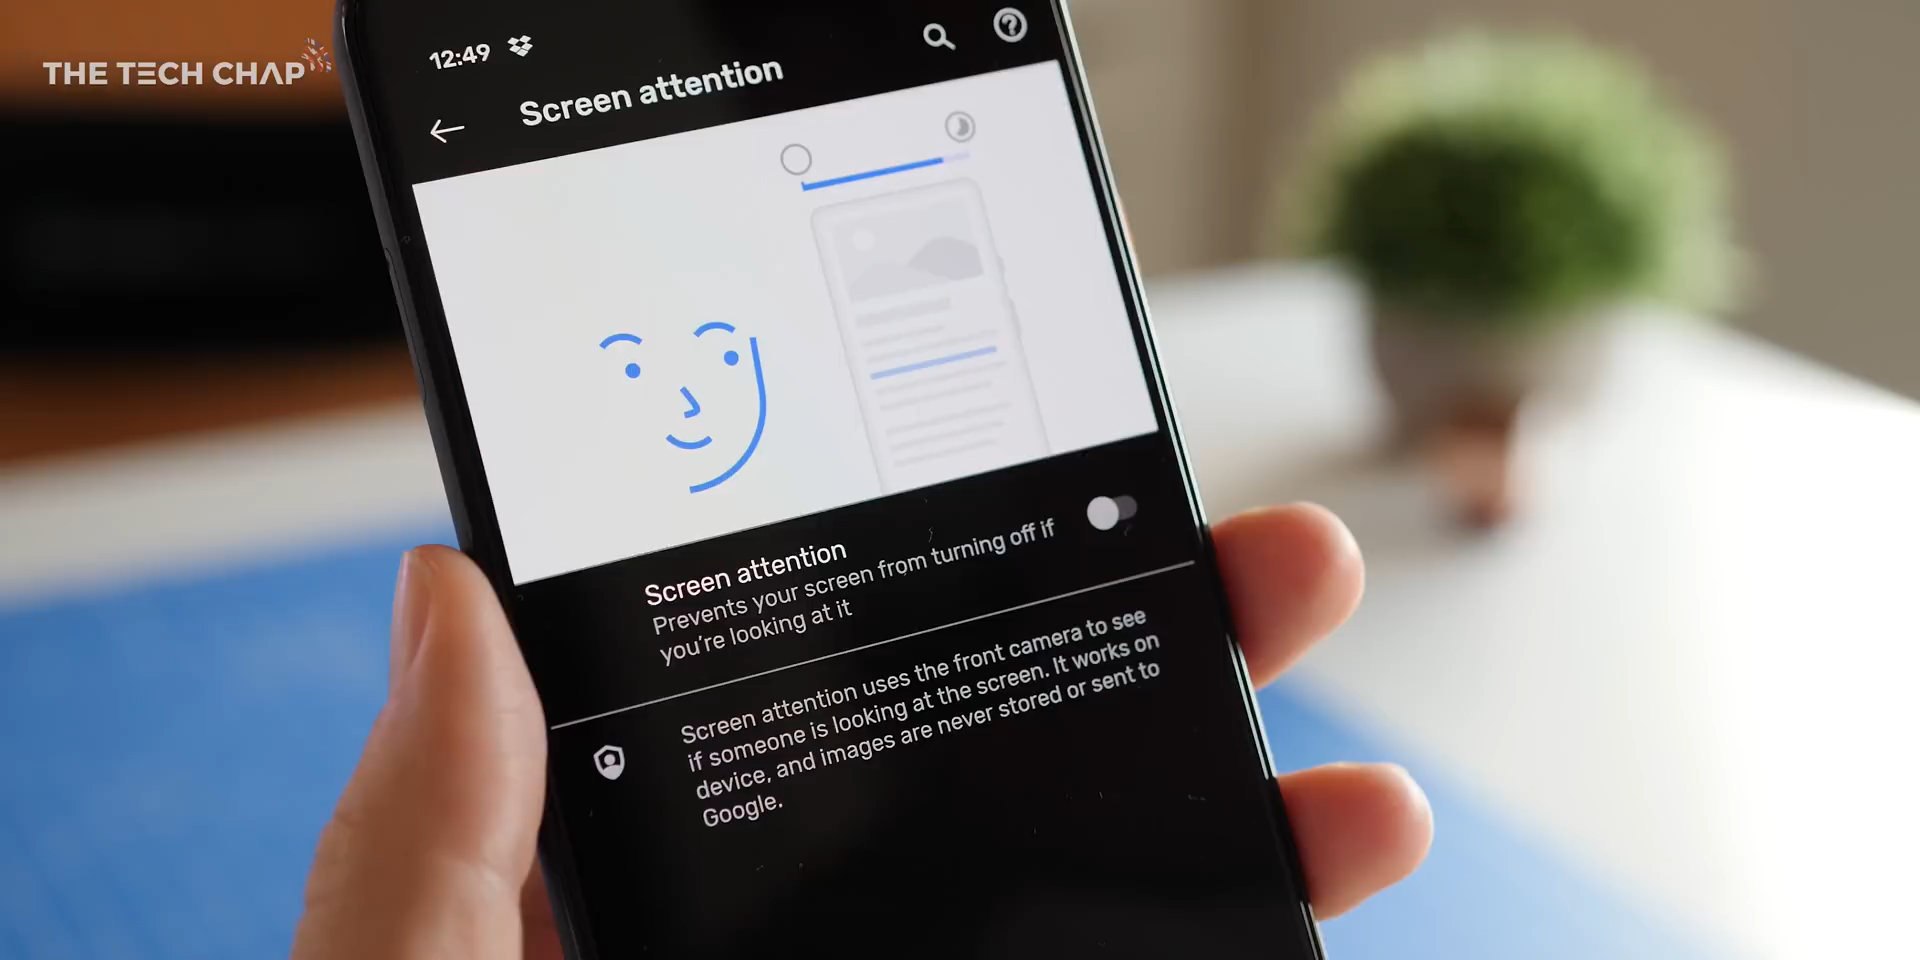 THE TECH CHAP
12:49
Screen attention
Screen attention
Prevents your screen from turning off if
you're looking at it
Screen attention uses the front camera to see
if someone is looking at the screen. It works on
device, and images are never stored or sent to
Google.